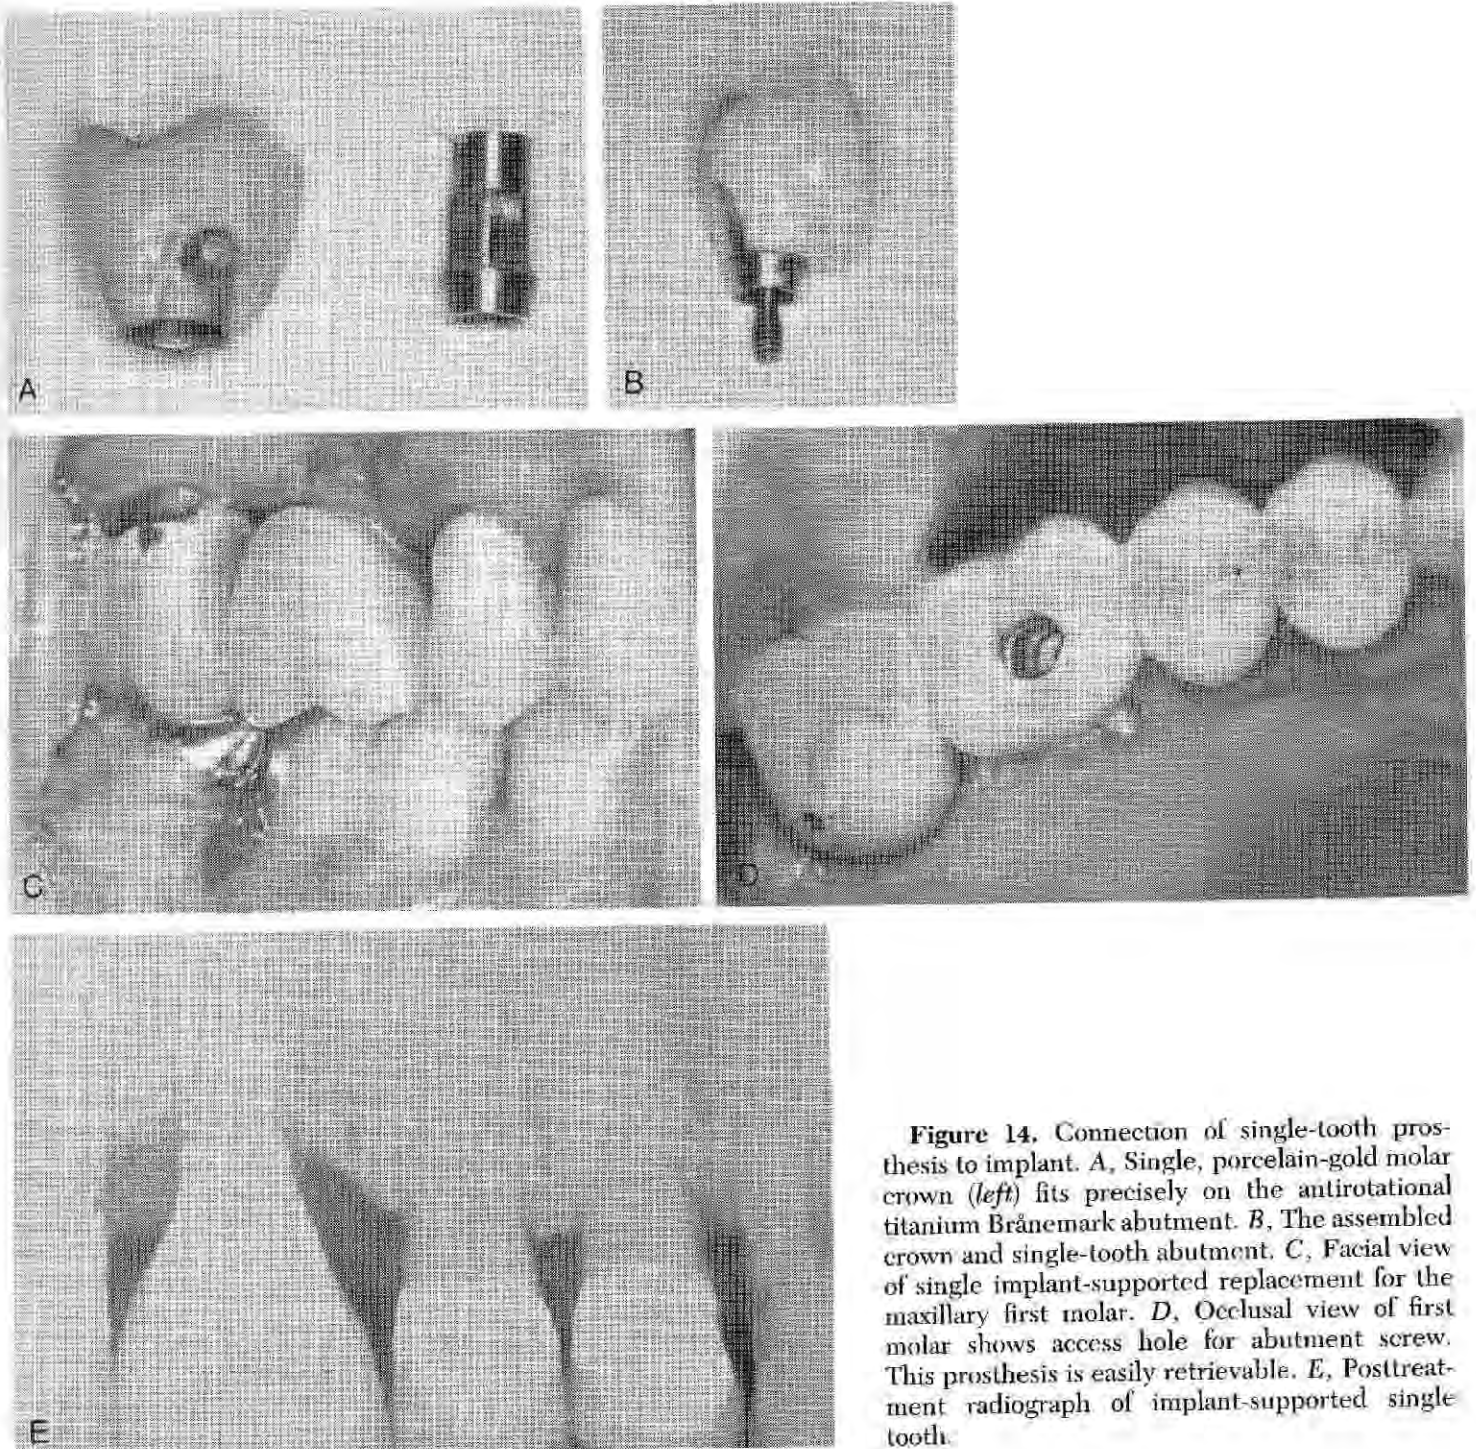 A
B
C
D
E
Figure 14. Connection of single-tooth pros-
thesis to implant. A, Single, porcelain-gold molar
crown (left) fits precisely on the antirotational
titanium Brånemark abutment. B, The assembled
crown and single-tooth abutment. C, Facial view
of single implant-supported replacement for the
maxillary first molar. D, Occlusal view of first
molar shows access hole for abutment screw.
This prosthesis is easily retrievable. E, Posttreat-
ment radiograph of implant-supported single
tooth.